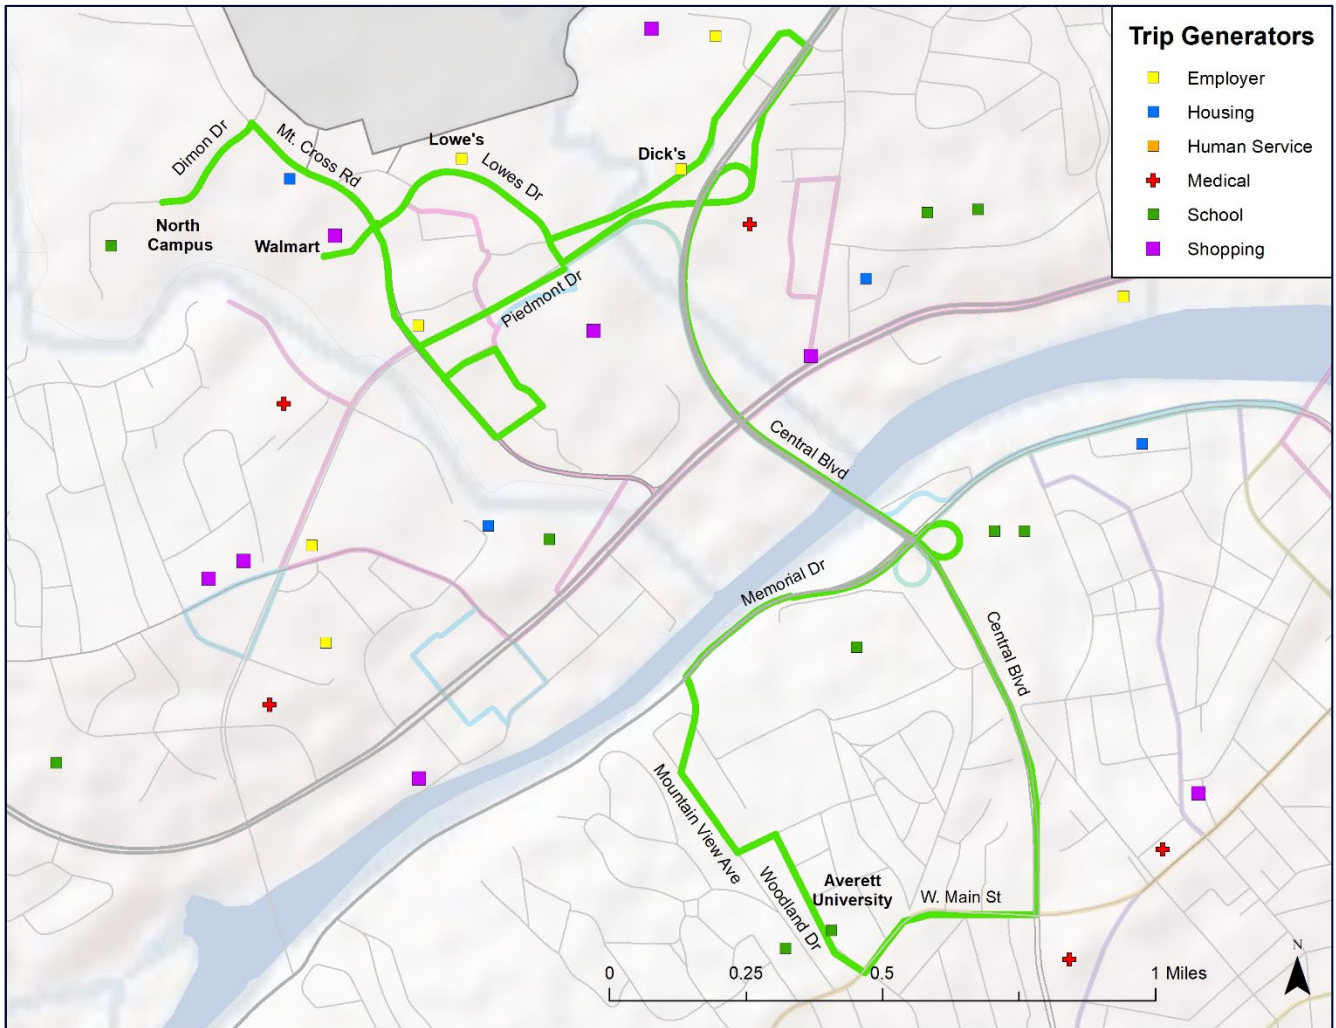 Trip Generators
Employer
Housing
Human Service
Medical
School
Shopping
Dimon Dr
Mt. Cross Rd
Lowe's
Lowes Dr
Dick's
North
Campus
Walmart
Piedmont Dr
Central Blvd
Memorial Dr
Central Blvd
Mountain View Ave
Woodland Dr
Averett
University
W. Main St
0
0.25
0.5
1 Miles
N